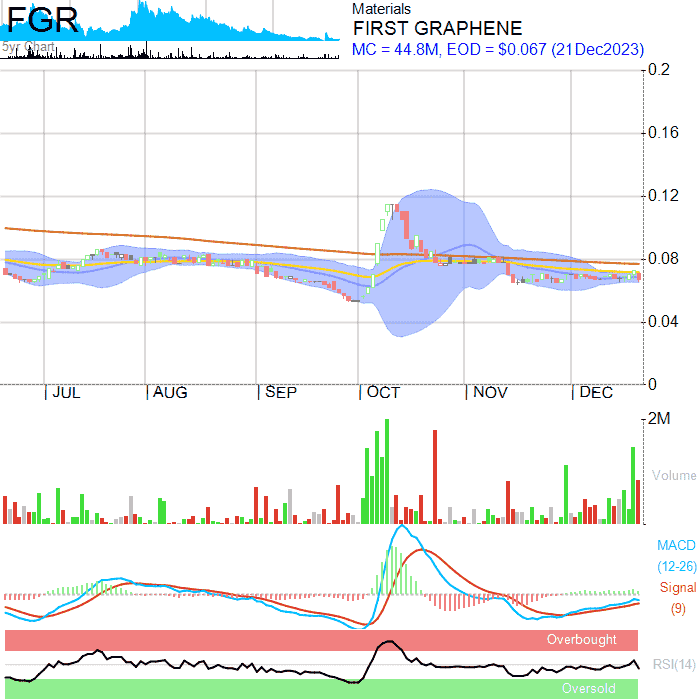 FGR
5yr Chart
Materials
FIRST GRAPHENE
MC = 44.8M, EOD = $0.067 (21Dec2023)
0.2
0.16
0.12
0.08
0.04
0
JUL AUG SEP OCT NOV DEC
2M
Volume
MACD
(12-26)
Signal
(9)
Overbought
RSI(14)
Oversold